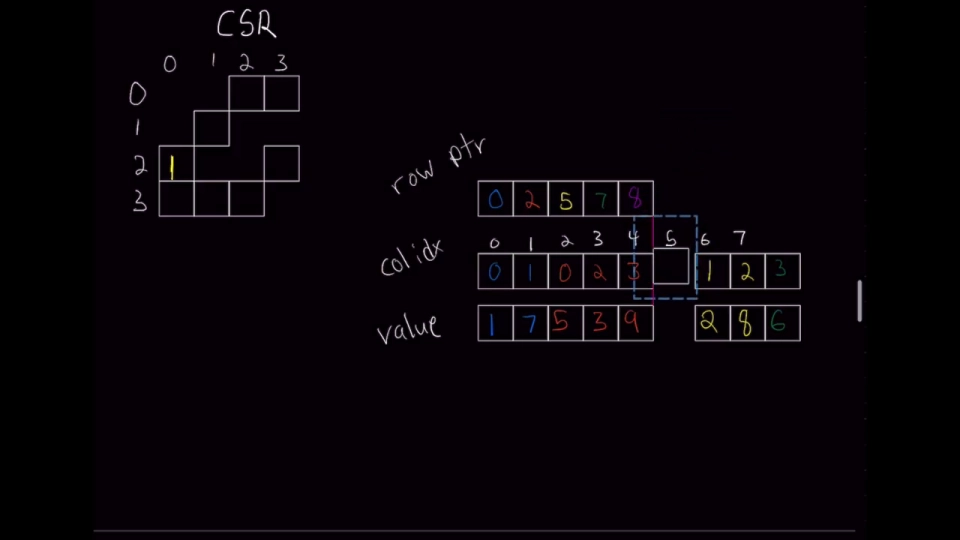 CSR
0 1 2 3
0
1
2 1
3
row ptr
0 2 5 7 8
0 1 2 3 4 5 6 7
col idx
0 1 0 2 3 1 2 3
value
1 7 5 3 9 2 8 6